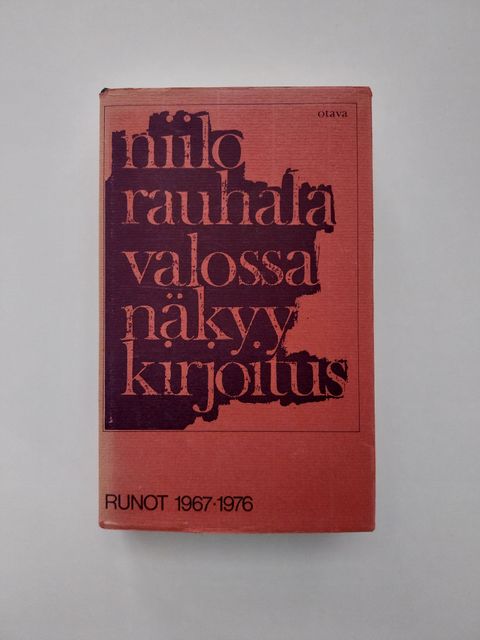 otava
niilo
rauhala
valossa
näkyy
kirjoitus
RUNOT 1967·1976